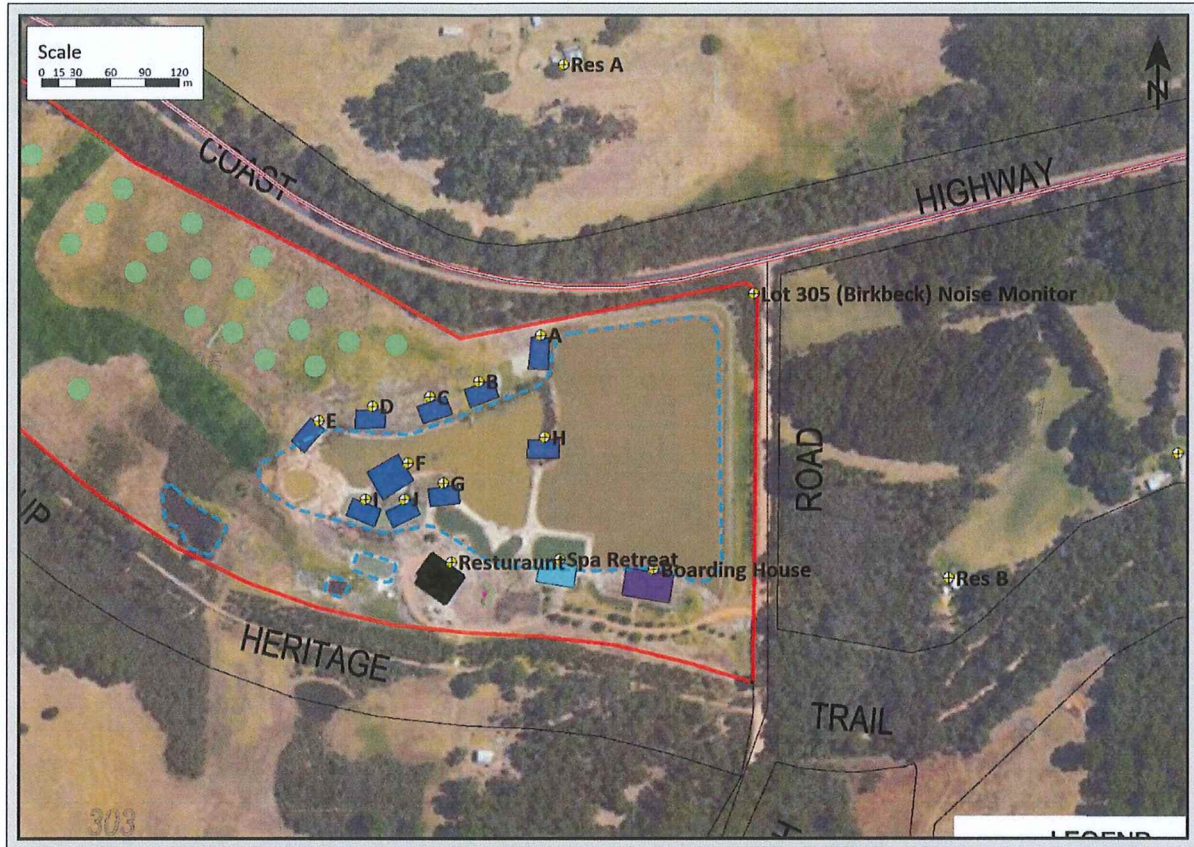 Scale
0 15 30 60 90 120
m
Res A
N
COAST
HIGHWAY
Lot 305 (Birkbeck) Noise Monitor
A
B
C
D
E
H
F
G
I
J
ROAD
Resturaunt
Spa Retreat
Boarding House
Res B
UP
HERITAGE
TRAIL
303
H
LEGEND